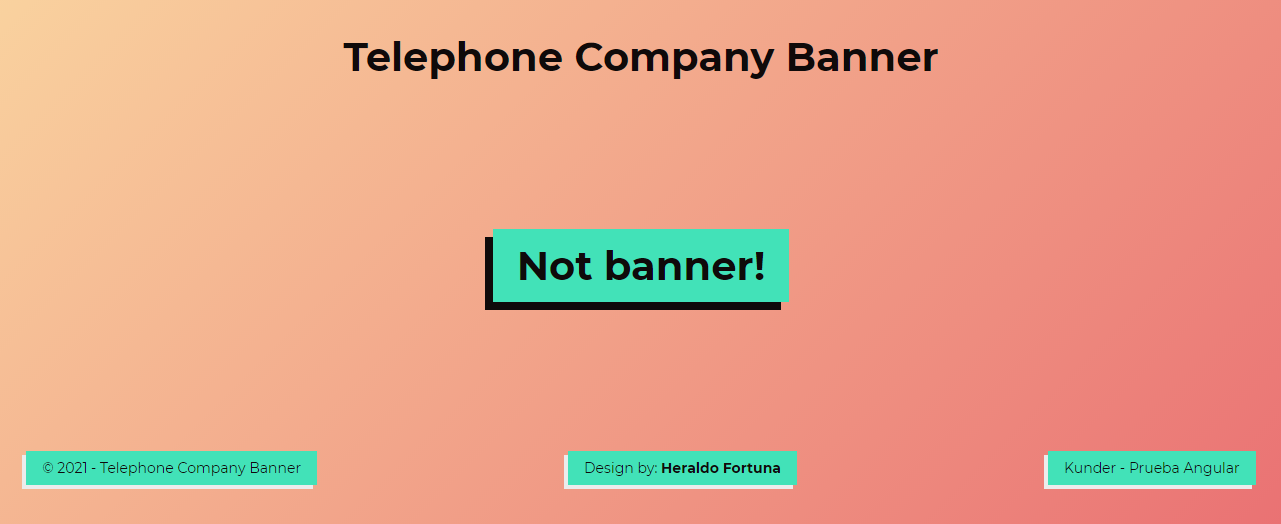 Telephone Company Banner
Not banner!
© 2021 - Telephone Company Banner
Design by: Heraldo Fortuna
Kunder - Prueba Angular